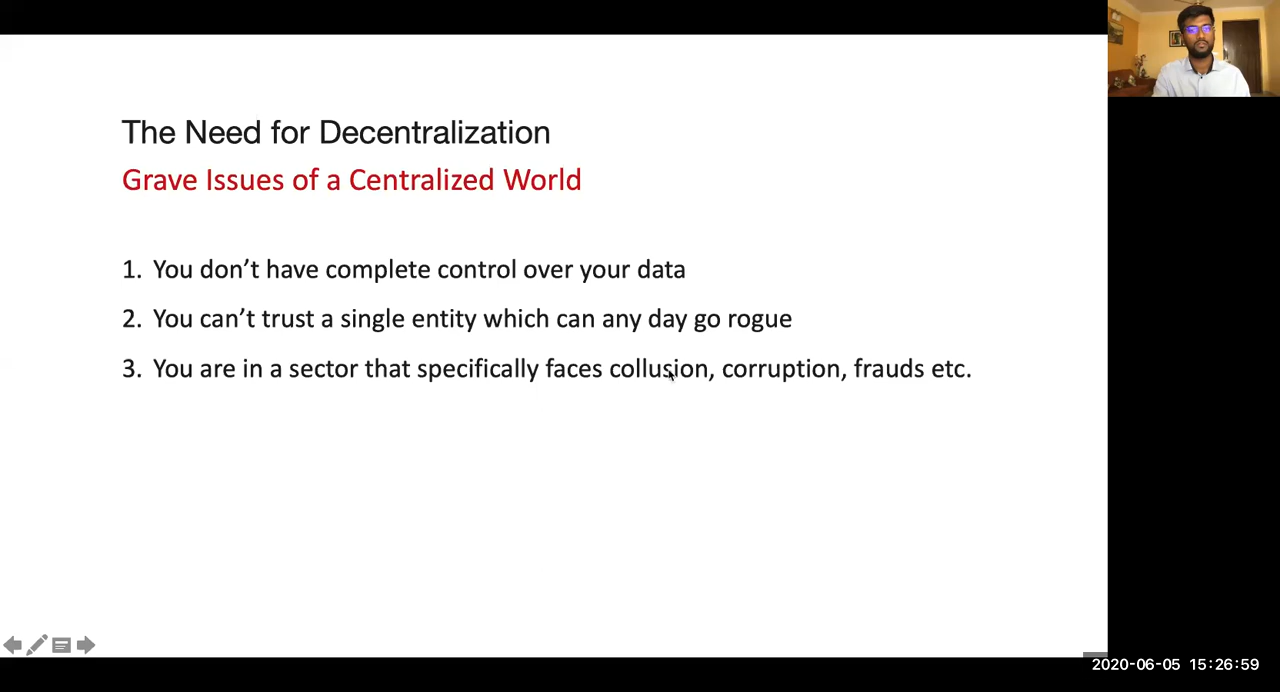 The Need for Decentralization
Grave Issues of a Centralized World
1. You don’t have complete control over your data
2. You can’t trust a single entity which can any day go rogue
3. You are in a sector that specifically faces collusion, corruption, frauds etc.
2020-06-05 15:26:59